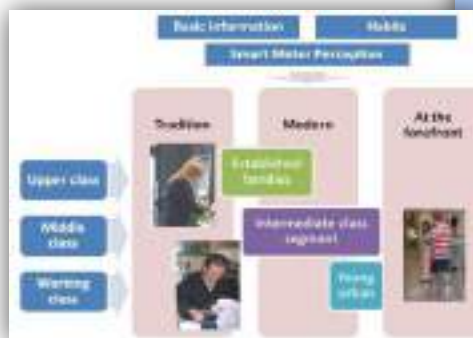 Basic Information
Habits
Smart Meter Perception
Tradition
Modern
At the
forefront
Upper class
Middle
class
Working
class
Established
families
Intermediate class
segment
Young
urban